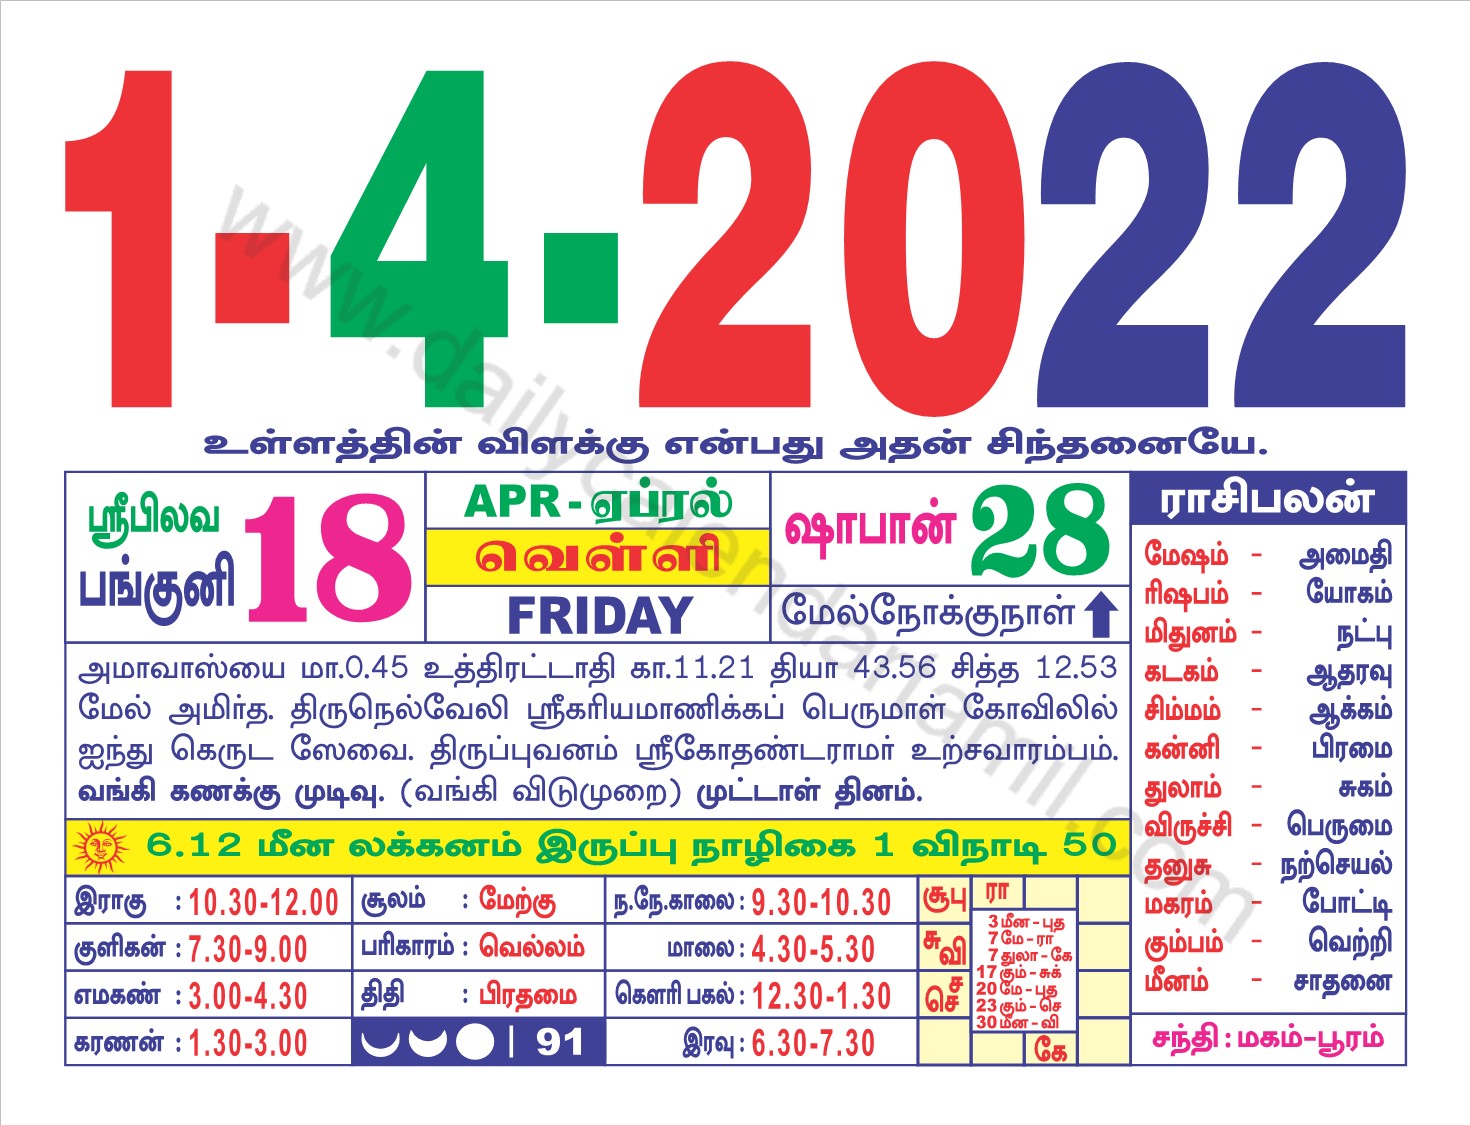 1-4-2022
உள்ளத்தின் விளக்கு என்பது அதன் சிந்தனையே.
ஸ்ரீபிலவ
பங்குனி 18
APR - ஏப்ரல்
வெள்ளி
FRIDAY
ஷாபான் 28
மேல்நோக்குநாள்
அமாவாஸ்யை மா.0.45 உத்திரட்டாதி கா.11.21 தியா 43.56 சித்த 12.53
மேல் அமிர்த. திருநெல்வேலி ஸ்ரீகரியமாணிக்கப் பெருமாள் கோவிலில்
ஐந்து கெருட ஸேவை. திருப்புவனம் ஸ்ரீகோதண்டராமர் உற்சவாரம்பம்.
வங்கி கணக்கு முடிவு. (வங்கி விடுமுறை) முட்டாள் தினம்.
6.12 மீன லக்கனம் இருப்பு நாழிகை 1 விநாடி 50
இராகு : 10.30-12.00
குளிகன் : 7.30-9.00
எமகண் : 3.00-4.30
கரணன் : 1.30-3.00
சூலம் : மேற்கு
பரிகாரம் : வெல்லம்
திதி : பிரதமை
| 91
ந.நே.காலை : 9.30-10.30
மாலை : 4.30-5.30
கௌரி பகல் : 12.30-1.30
இரவு : 6.30-7.30
சூபு
ரா
சு
வி
செ
3 மீன - புத
7 மே - ரா
7 துலா - கே
17 கும் - சுக்
20 மே - புத
23 கும் - செ
30 மீன - வி
கே
ராசிபலன்
மேஷம் - அமைதி
ரிஷபம் - யோகம்
மிதுனம் - நட்பு
கடகம் - ஆதரவு
சிம்மம் - ஆக்கம்
கன்னி - பிரமை
துலாம் - சுகம்
விருச்சி - பெருமை
தனுசு - நற்செயல்
மகரம் - போட்டி
கும்பம் - வெற்றி
மீனம் - சாதனை
சந்தி : மகம்-பூரம்
www.dailycalendartamil.com